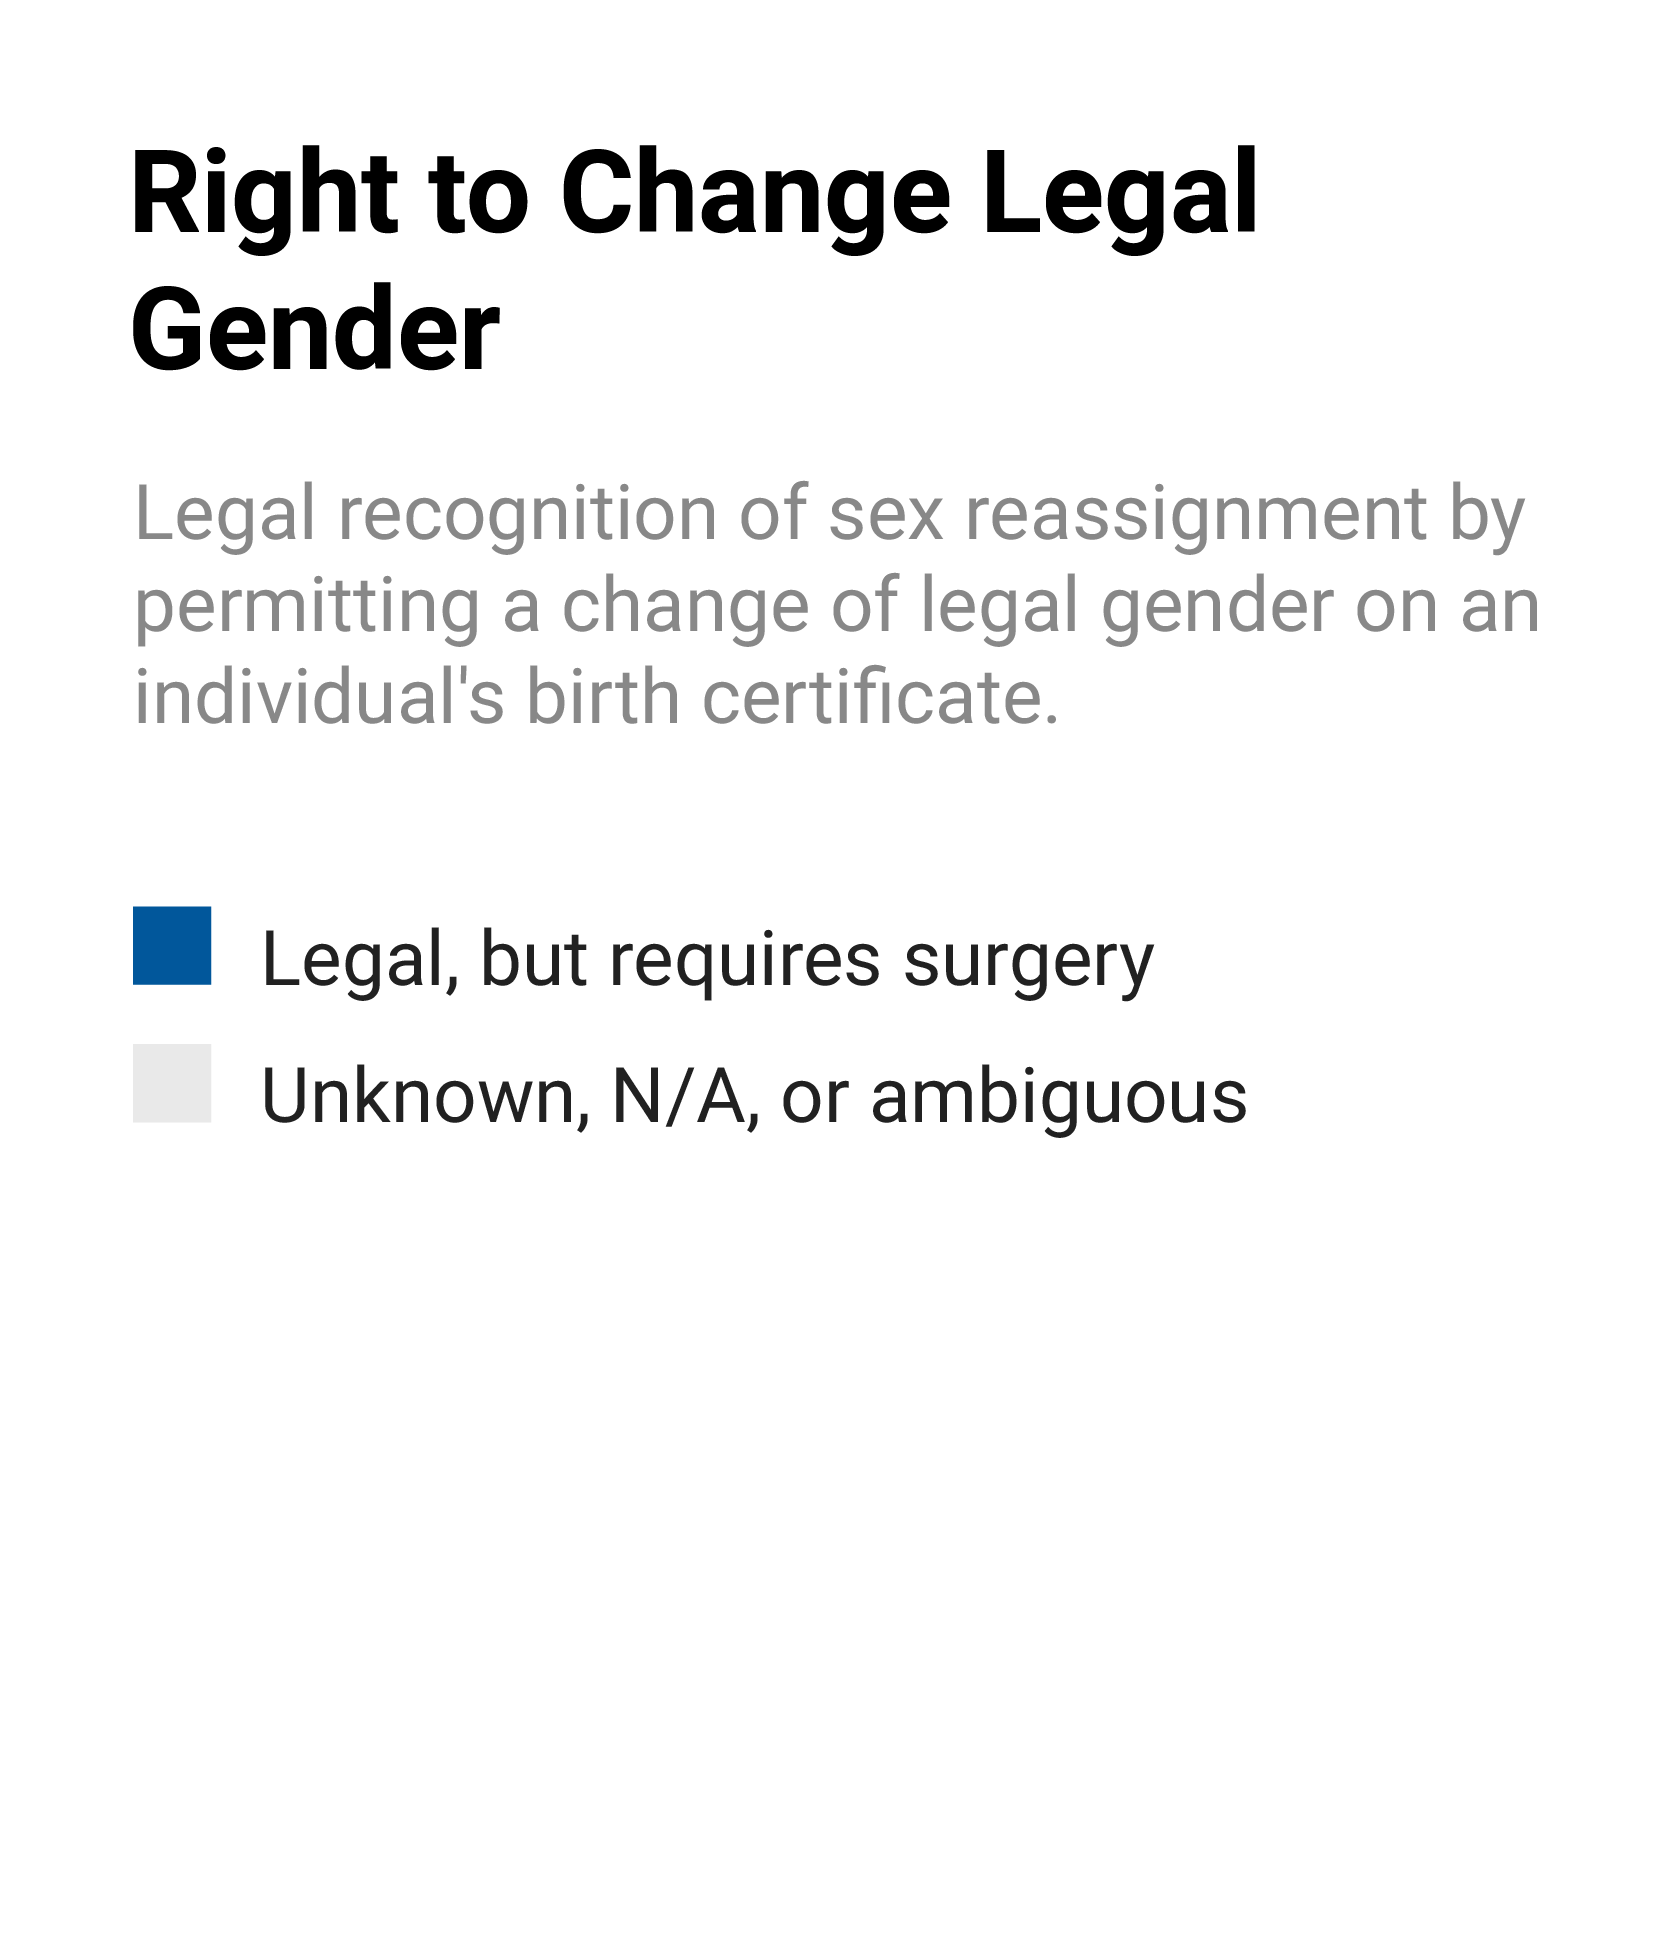 Right to Change Legal
Gender
Legal recognition of sex reassignment by
permitting a change of legal gender on an
individual's birth certificate.
Legal, but requires surgery
Unknown, N/A, or ambiguous